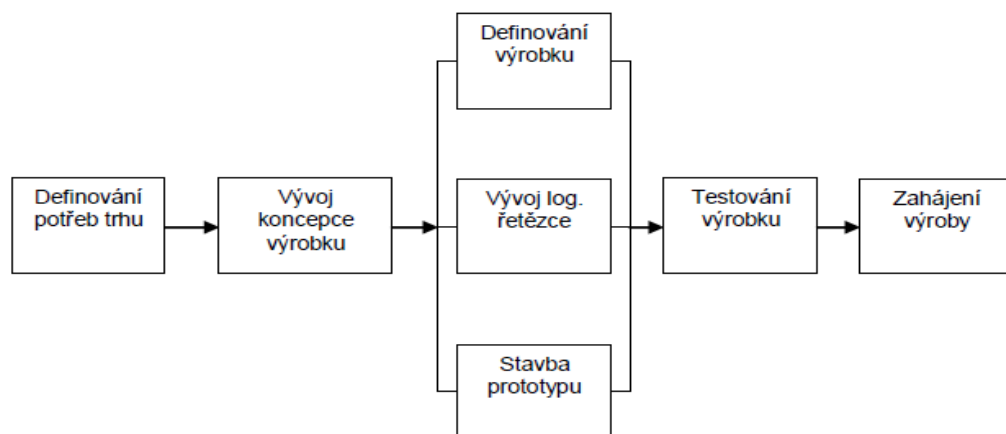 Definování
výrobku
Definování
potřeb trhu
Vývoj
koncepce
výrobku
Vývoj log.
řetězce
Testování
výrobku
Zahájení
výroby
Stavba
prototypu